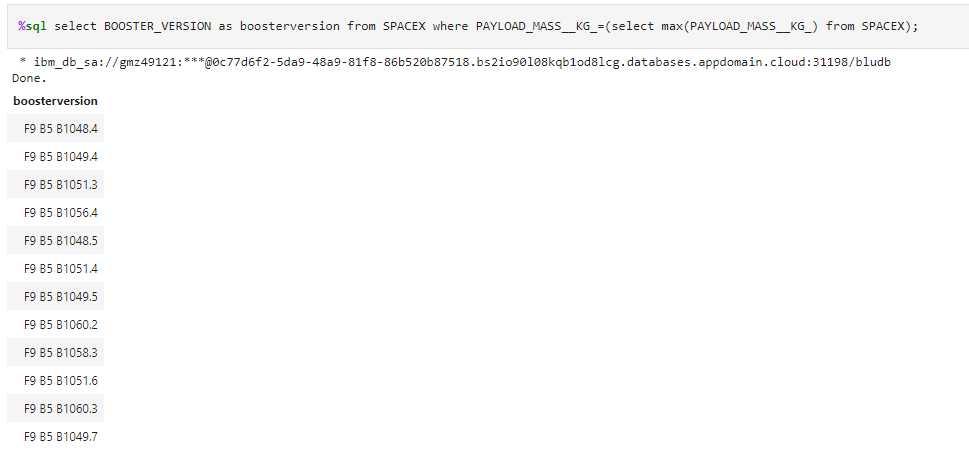 %sql select BOOSTER_VERSION as boosterversion from SPACEX where PAYLOAD_MASS__KG_=(select max(PAYLOAD_MASS__KG_) from SPACEX);
* ibm_db_sa://gmz49121:***@0c77d6f2-5da9-48a9-81f8-86b520b87518.bs2io90l08kqb1od8lcg.databases.appdomain.cloud:31198/bludb
Done.
boosterversion
F9 B5 B1048.4
F9 B5 B1049.4
F9 B5 B1051.3
F9 B5 B1056.4
F9 B5 B1048.5
F9 B5 B1051.4
F9 B5 B1049.5
F9 B5 B1060.2
F9 B5 B1058.3
F9 B5 B1051.6
F9 B5 B1060.3
F9 B5 B1049.7